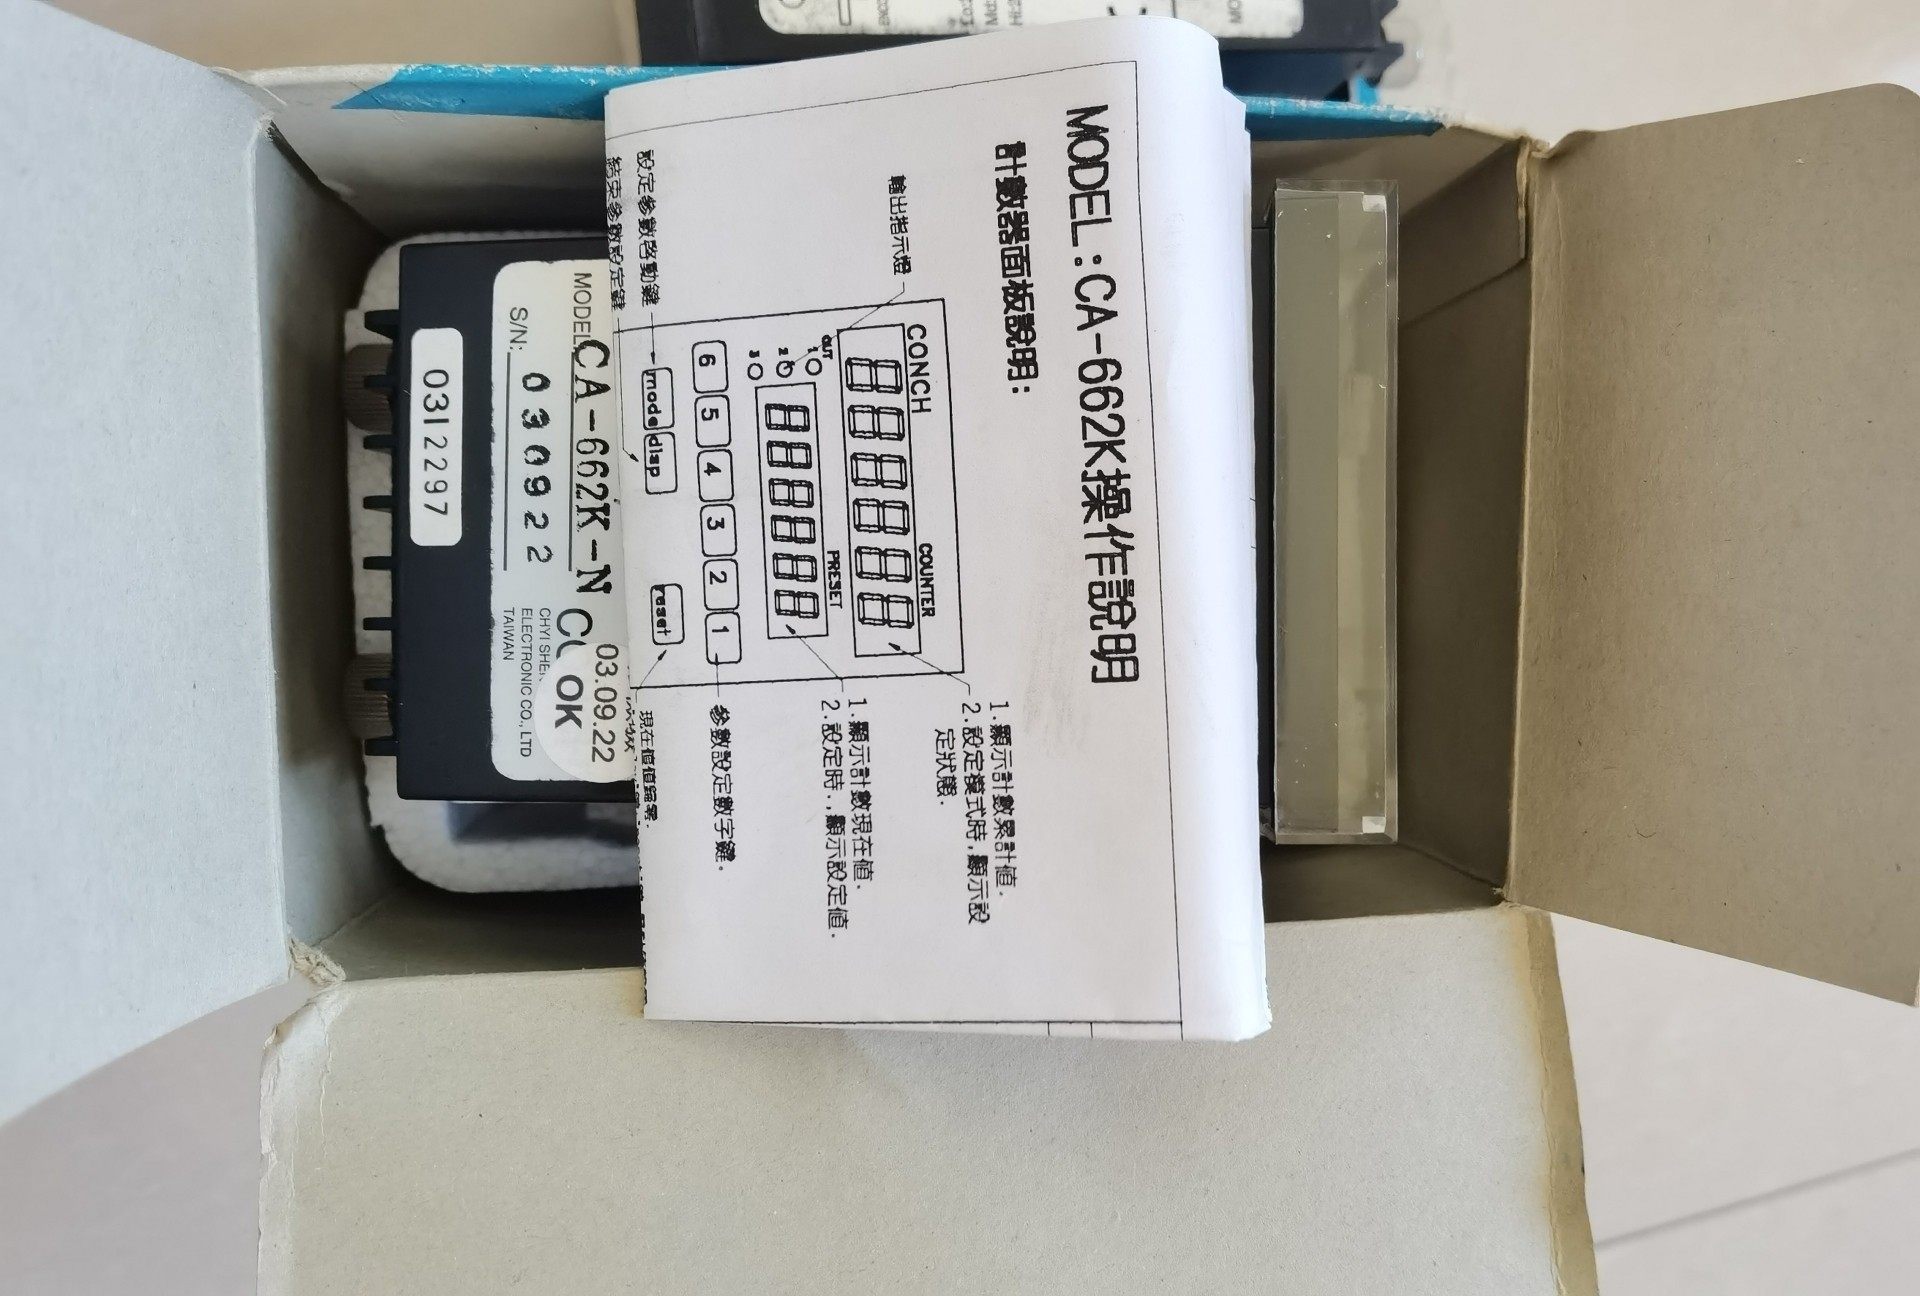 MODEL:CA-662K操作說明
計數器面板說明:
輸出指示燈
CONCH
COUNTER
OUT
1
2
3
PRESET
6 5 4 3 2 1
mode disp reset
設定參數啓動鍵
結束參數設定鍵
1.顯示計數累計值.
2.設定模式時,顯示設
定狀態.
1.顯示計數現在值.
2.設定時,顯示設定值.
參數設定數字鍵.
現在值歸零.
MODEL CA-662K-N
S/N: 030922
03.09.22
OK
ELECTRONIC CO., LTD
TAIWAN
0312297